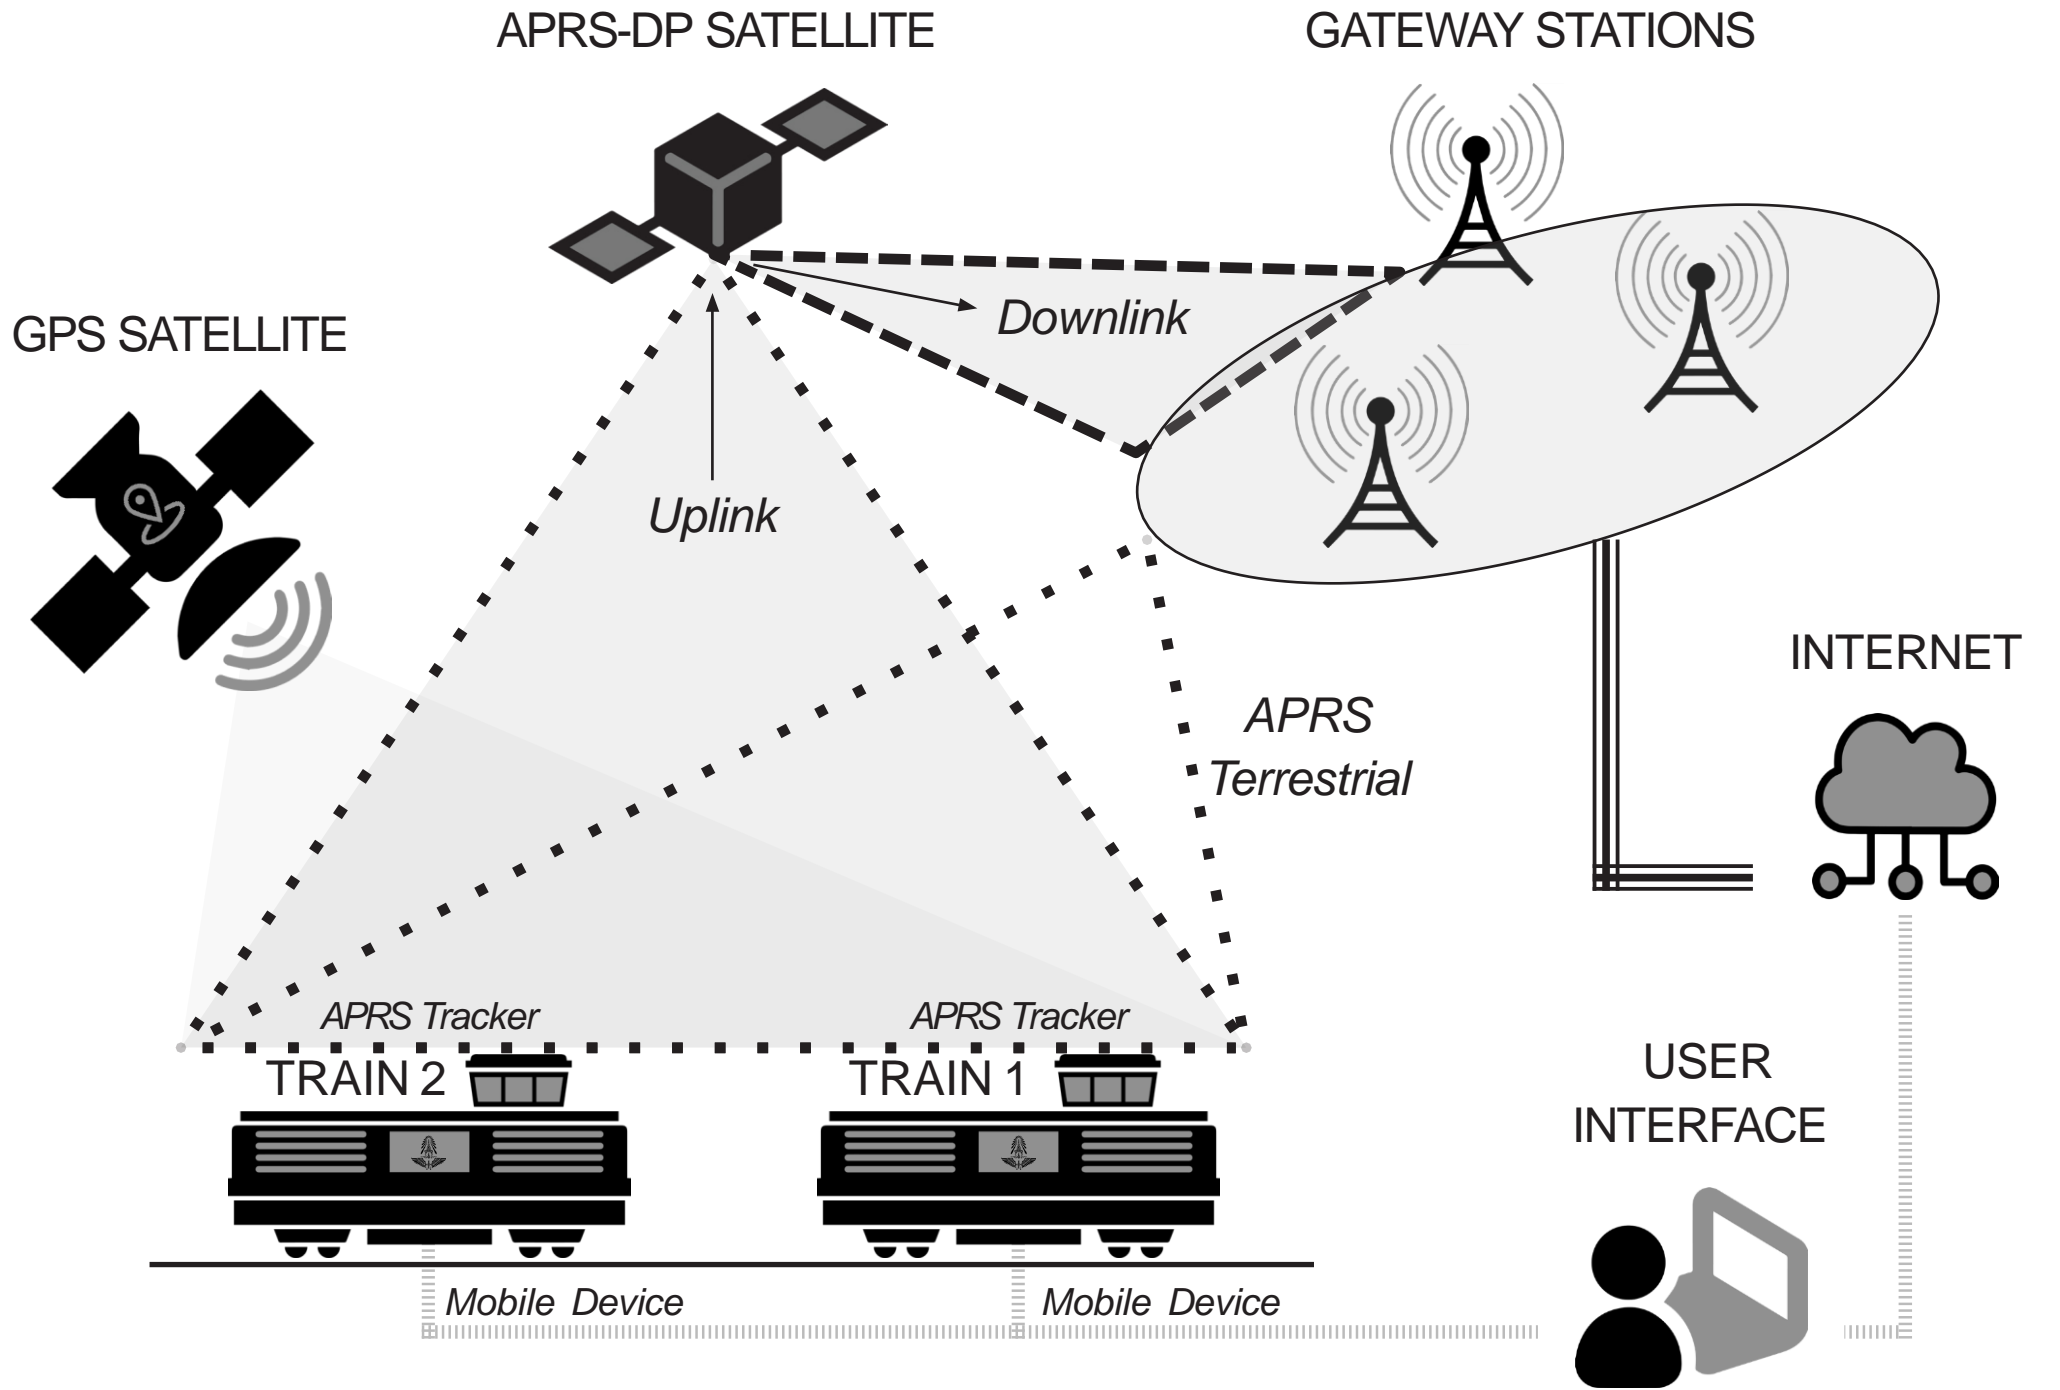 APRS-DP SATELLITE
GATEWAY STATIONS
GPS SATELLITE
Downlink
Uplink
INTERNET
APRS
Terrestrial
APRS Tracker
APRS Tracker
TRAIN 2
TRAIN 1
USER
INTERFACE
Mobile Device
Mobile Device